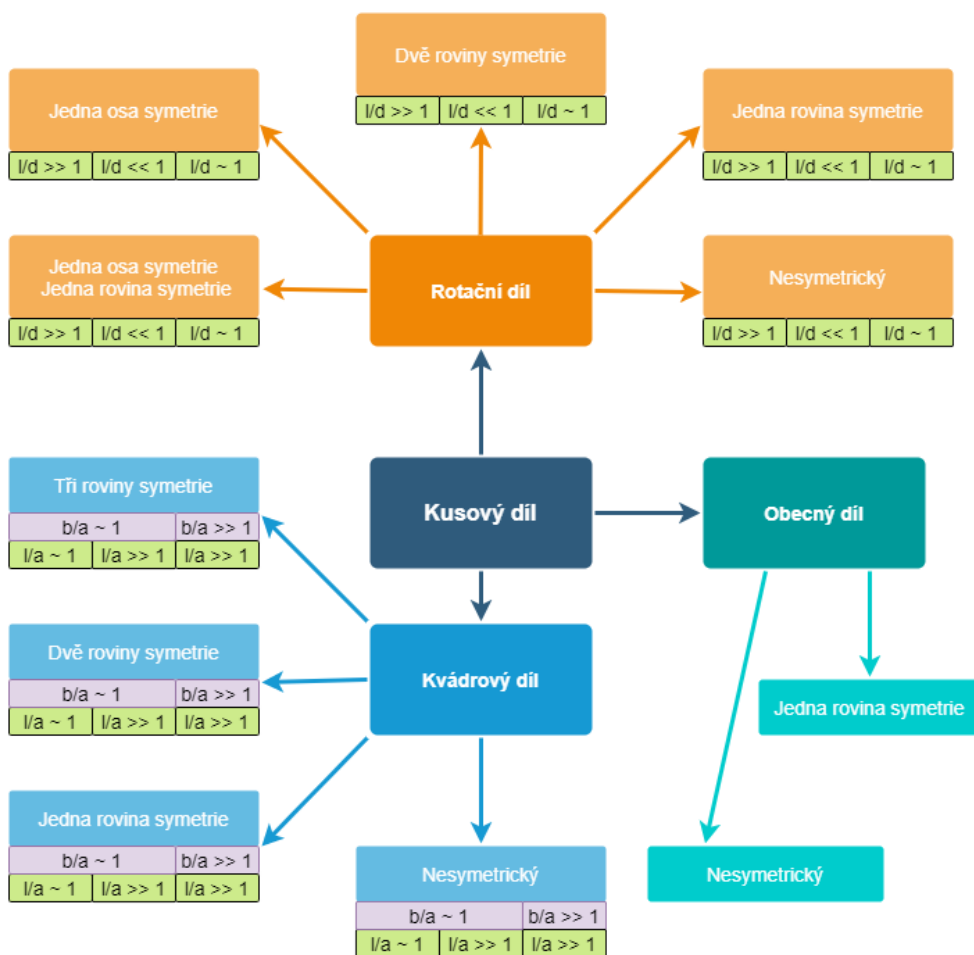 Dvě roviny symetrie
l/d >> 1 l/d << 1 l/d ~ 1
Jedna osa symetrie
l/d >> 1 l/d << 1 l/d ~ 1
Jedna rovina symetrie
l/d >> 1 l/d << 1 l/d ~ 1
Jedna osa symetrie
Jedna rovina symetrie
l/d >> 1 l/d << 1 l/d ~ 1
Rotační díl
Nesymetrický
l/d >> 1 l/d << 1 l/d ~ 1
Tři roviny symetrie
b/a ~ 1 b/a >> 1
l/a ~ 1 l/a >> 1 l/a >> 1
Kusový díl
Obecný díl
Dvě roviny symetrie
b/a ~ 1 b/a >> 1
l/a ~ 1 l/a >> 1 l/a >> 1
Kvádrový díl
Jedna rovina symetrie
Jedna rovina symetrie
b/a ~ 1 b/a >> 1
l/a ~ 1 l/a >> 1 l/a >> 1
Nesymetrický
b/a ~ 1 b/a >> 1
l/a ~ 1 l/a >> 1 l/a >> 1
Nesymetrický